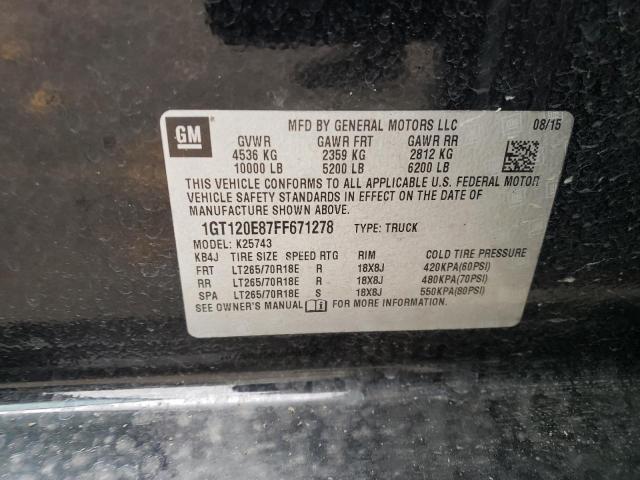 GM
MFD BY GENERAL MOTORS LLC 08/15
GVWR GAWR FRT GAWR RR
4536 KG 2359 KG 2812 KG
10000 LB 5200 LB 6200 LB
THIS VEHICLE CONFORMS TO ALL APPLICABLE U.S. FEDERAL MOTOR
VEHICLE SAFETY STANDARDS IN EFFECT ON THE DATE OF
MANUFACTURE SHOWN ABOVE.
1GT120E87FF671278 TYPE: TRUCK
MODEL: K25743
KB4J TIRE SIZE SPEED RTG RIM COLD TIRE PRESSURE
FRT LT265/70R18E R 18X8J 420KPA(60PSI)
RR LT265/70R18E R 18X8J 480KPA(70PSI)
SPA LT265/70R18E S 18X8J 550KPA(80PSI)
SEE OWNER'S MANUAL FOR MORE INFORMATION